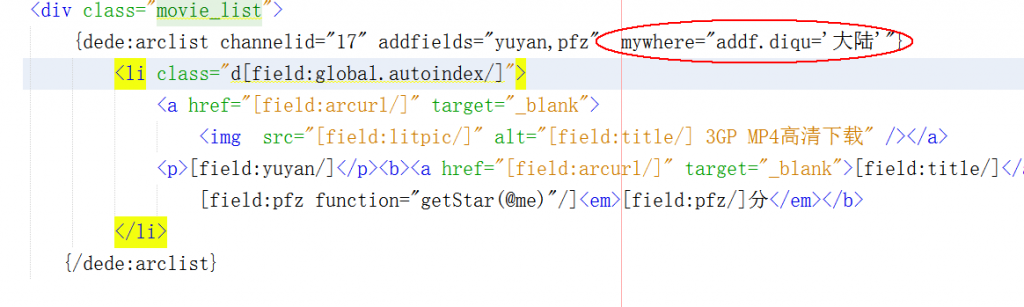 <div class="movie_list">
{dede:arclist channelid="17" addfields="yuyan,pfz"  mywhere="addf.diqu='大陆'"}
<li class="d[field:global.autoindex/]">
<a href="[field:arcurl/]" target="_blank">
<img  src="[field:litpic/]" alt="[field:title/] 3GP MP4高清下载" /></a>
<p>[field:yuyan/]</p><b><a href="[field:arcurl/]" target="_blank">[field:title/]</a
[field:pfz function="getStar(@me)"/]<em>[field:pfz/]分</em></b>
</li>
{/dede:arclist}